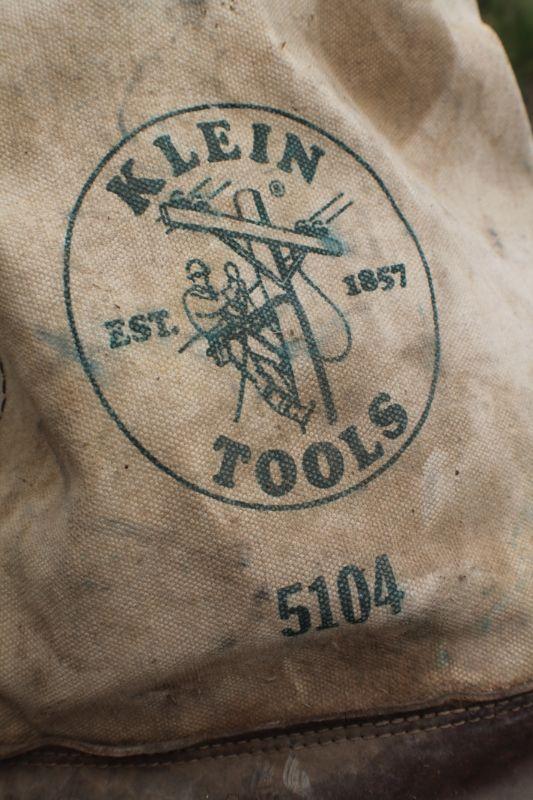 KLEIN
®
EST. 1857
TOOLS
5104